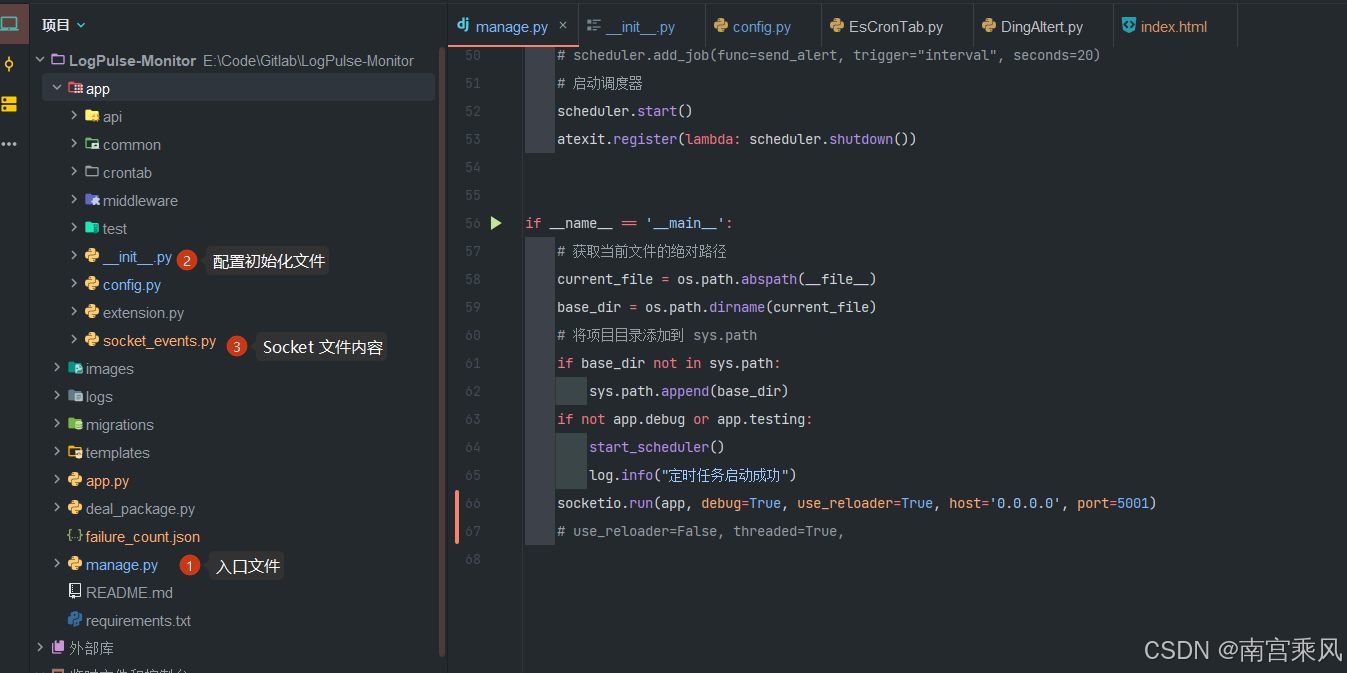 项目
LogPulse-Monitor E:\Code\Gitlab\LogPulse-Monitor
app
api
common
crontab
middleware
test
__init__.py 2 配置初始化文件
config.py
extension.py
socket_events.py 3 Socket 文件内容
images
logs
migrations
templates
app.py
deal_package.py
failure_count.json
manage.py 1 入口文件
README.md
requirements.txt
外部库
manage.py × __init__.py config.py EsCronTab.py DingAltert.py index.html
50 # scheduler.add_job(func=send_alert, trigger="interval", seconds=20)
51 # 启动调度器
52 scheduler.start()
53 atexit.register(lambda: scheduler.shutdown())
54
55
56 if __name__ == '__main__':
57 # 获取当前文件的绝对路径
58 current_file = os.path.abspath(__file__)
59 base_dir = os.path.dirname(current_file)
60 # 将项目目录添加到 sys.path
61 if base_dir not in sys.path:
62 sys.path.append(base_dir)
63 if not app.debug or app.testing:
64 start_scheduler()
65 log.info("定时任务启动成功")
66 socketio.run(app, debug=True, use_reloader=True, host='0.0.0.0', port=5001)
67 # use_reloader=False, threaded=True,
68
CSDN @南宫乘风